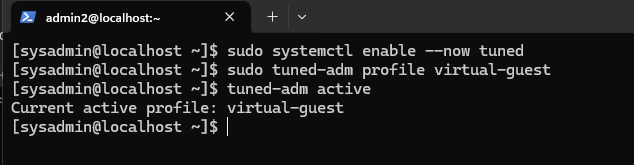 admin2@localhost:~
[sysadmin@localhost ~]$ sudo systemctl enable --now tuned
[sysadmin@localhost ~]$ sudo tuned-adm profile virtual-guest
[sysadmin@localhost ~]$ tuned-adm active
Current active profile: virtual-guest
[sysadmin@localhost ~]$